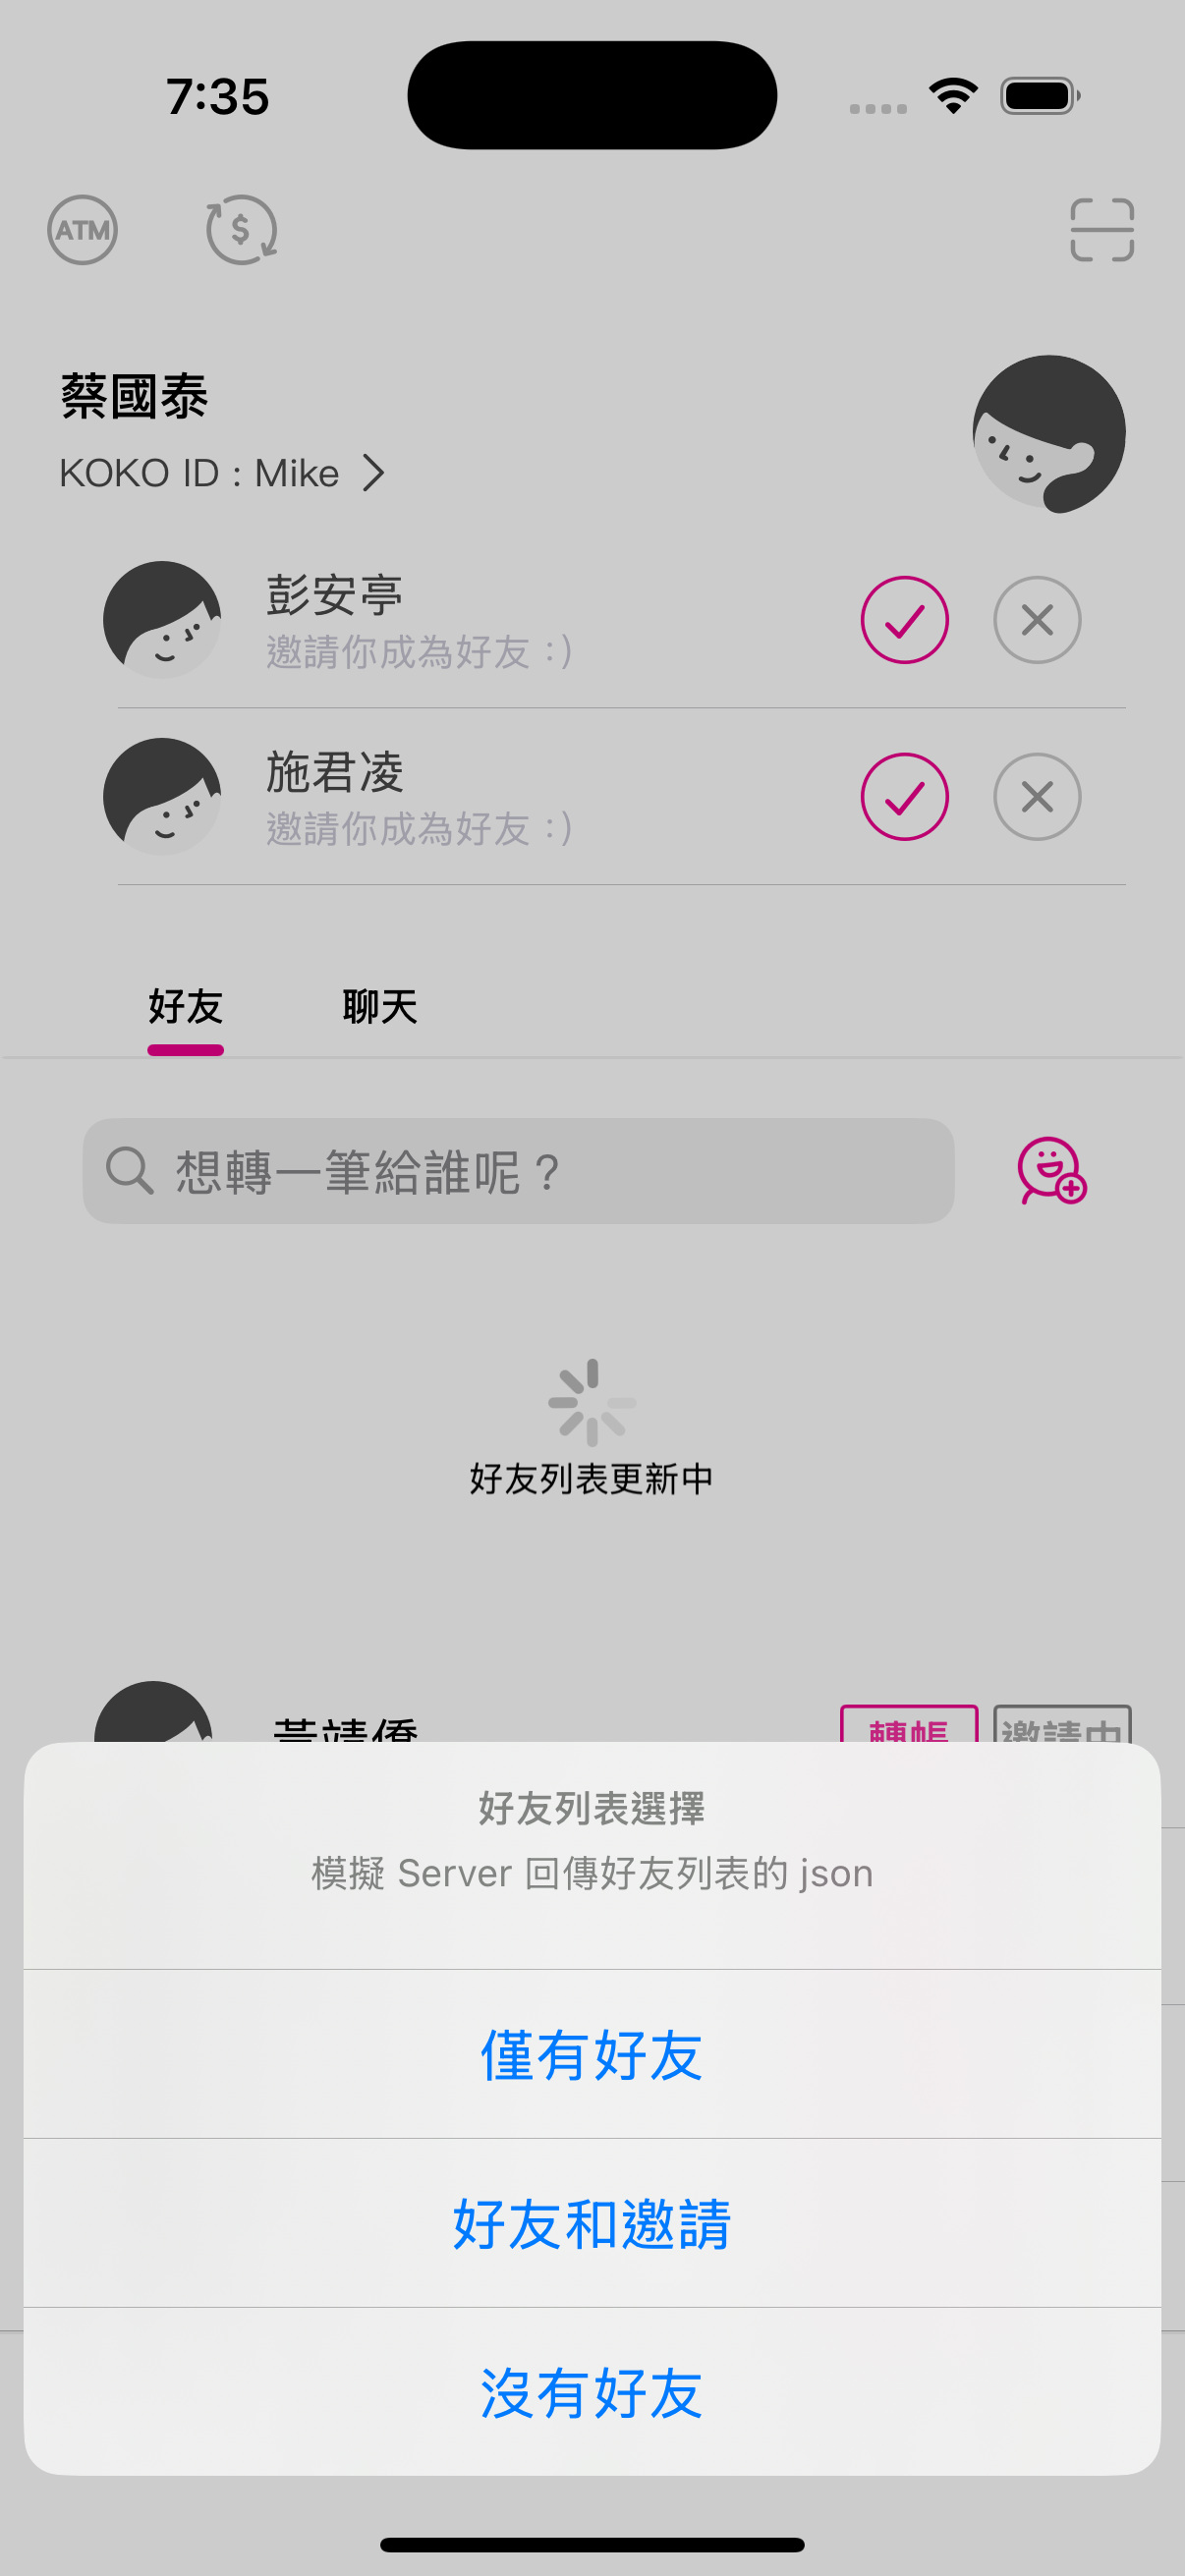 7:35
ATM
$
蔡國泰
KOKO ID : Mike
彭安亭
邀請你成為好友 : )
施君凌
邀請你成為好友 : )
好友 聊天
想轉一筆給誰呢？
好友列表更新中
黃靖僑 轉帳 邀請中
好友列表選擇
模擬 Server 回傳好友列表的 json
僅有好友
好友和邀請
沒有好友